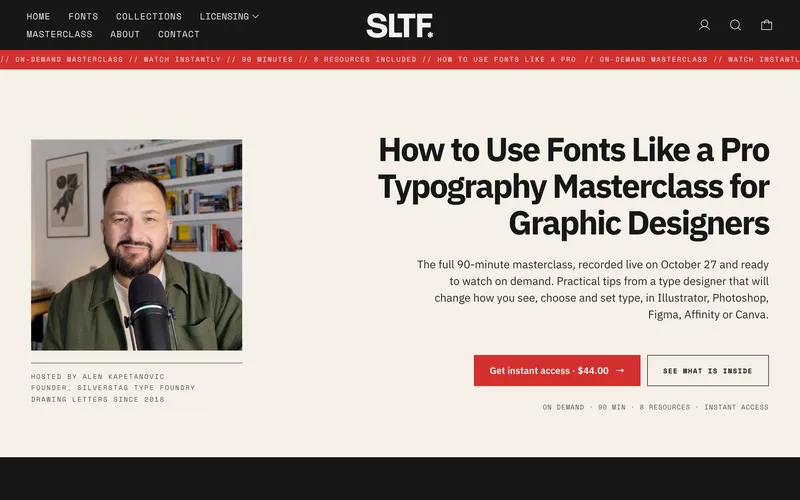 HOME FONTS COLLECTIONS LICENSING
MASTERCLASS ABOUT CONTACT
SLTF.
// ON-DEMAND MASTERCLASS // WATCH INSTANTLY // 90 MINUTES // 8 RESOURCES INCLUDED // HOW TO USE FONTS LIKE A PRO // ON-DEMAND MASTERCLASS // WATCH INSTANTL
How to Use Fonts Like a Pro
Typography Masterclass for
Graphic Designers
The full 90-minute masterclass, recorded live on October 27 and ready
to watch on demand. Practical tips from a type designer that will
change how you see, choose and set type, in Illustrator, Photoshop,
Figma, Affinity or Canva.
Get instant access · $44.00 →
SEE WHAT IS INSIDE
ON DEMAND · 90 MIN · 8 RESOURCES · INSTANT ACCESS
HOSTED BY ALEN KAPETANOVIC
FOUNDER, SILVERSTAG TYPE FOUNDRY
DRAWING LETTERS SINCE 2018